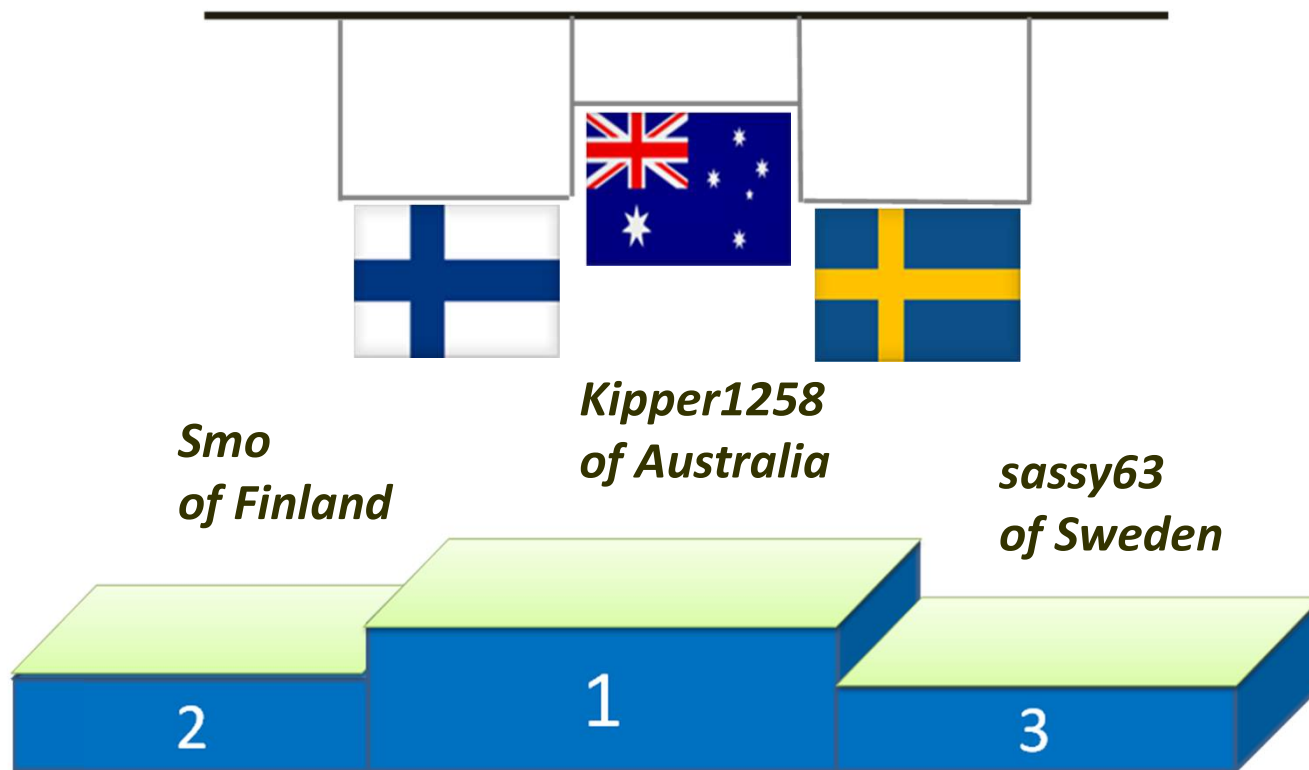 Smo
of Finland
Kipper1258
of Australia
sassy63
of Sweden
2
1
3